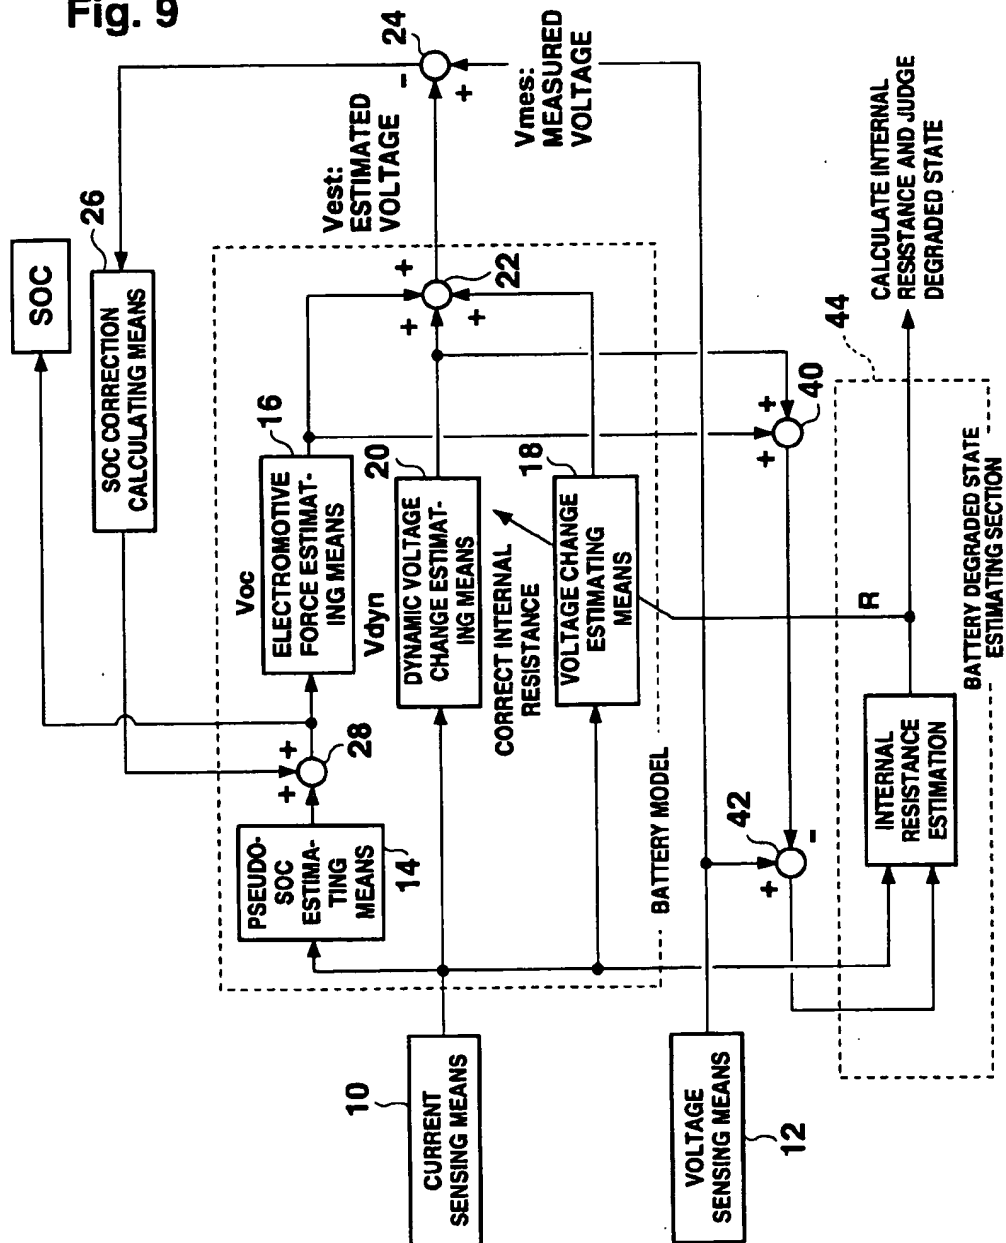 Fig. 9
SOC
26
SOC CORRECTION
CALCULATING MEANS
24
-
+
Vest:
ESTIMATED
VOLTAGE
Vmes:
MEASURED
VOLTAGE
Voc
16
ELECTROMOTIVE
FORCE ESTIMAT-
ING MEANS
Vdyn
20
DYNAMIC VOLTAGE
CHANGE ESTIMAT-
ING MEANS
CORRECT INTERNAL
RESISTANCE
18
VOLTAGE CHANGE
ESTIMATING
MEANS
+
+
+
22
+
+
28
PSEUDO-
SOC
ESTIMA-
TING
MEANS
14
BATTERY MODEL
10
CURRENT
SENSING MEANS
VOLTAGE
SENSING MEANS
12
+
+
40
42
+
-
R
INTERNAL
RESISTANCE
ESTIMATION
BATTERY DEGRADED STATE
ESTIMATING SECTION
44
CALCULATE INTERNAL
RESISTANCE AND JUDGE
DEGRADED STATE